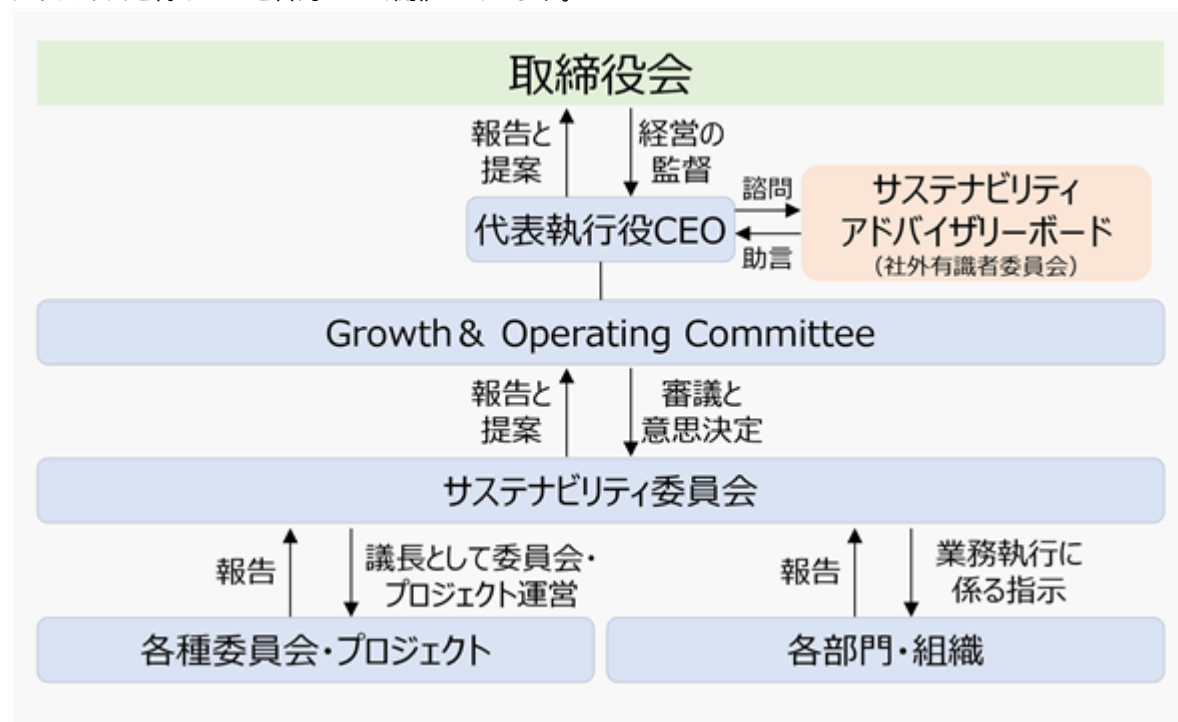 取締役会
報告と
提案
経営の
監督
代表執行役CEO
諮問
助言
サステナビリティ
アドバイザリーボード
(社外有識者委員会)
Growth& Operating Committee
報告と
提案
審議と
意思決定
サステナビリティ委員会
報告
議長として委員会・
プロジェクト運営
報告
業務執行に
係る指示
各種委員会・プロジェクト
各部門・組織